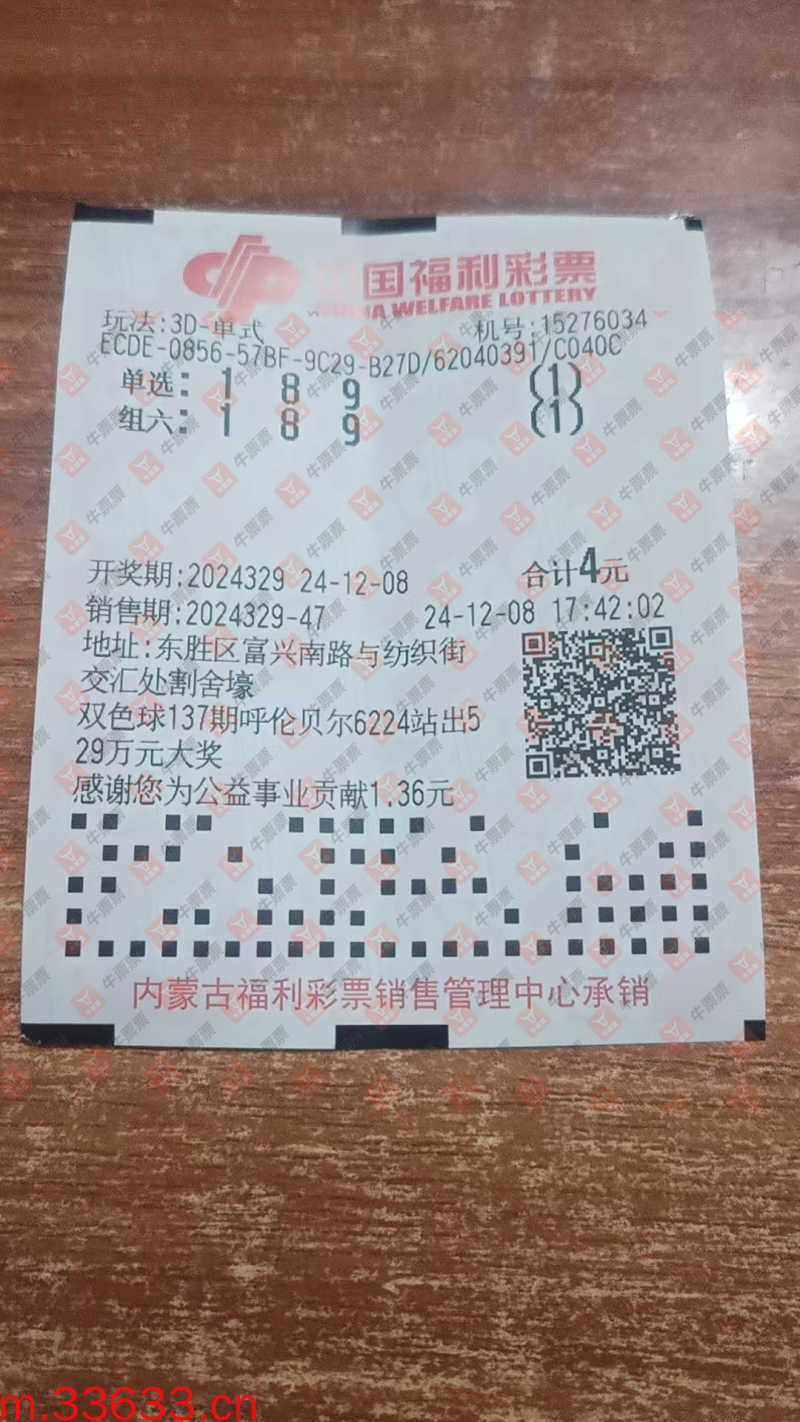 中国福利彩票
CHINA WELFARE LOTTERY
玩法:3D-单式 机号:15276034
ECDE-0856-57BF-9C29-B27D/62040391/C040C
单选: 1 8 9 (1)
组六: 1 8 9 (1)
开奖期:2024329 24-12-08 合计4元
销售期:2024329-47 24-12-08 17:42:02
地址:东胜区富兴南路与纺织街
交汇处割舍壕
双色球137期呼伦贝尔6224站出5
29万元大奖
感谢您为公益事业贡献1.36元
内蒙古福利彩票销售管理中心承销
牛票票
m.33633.cn